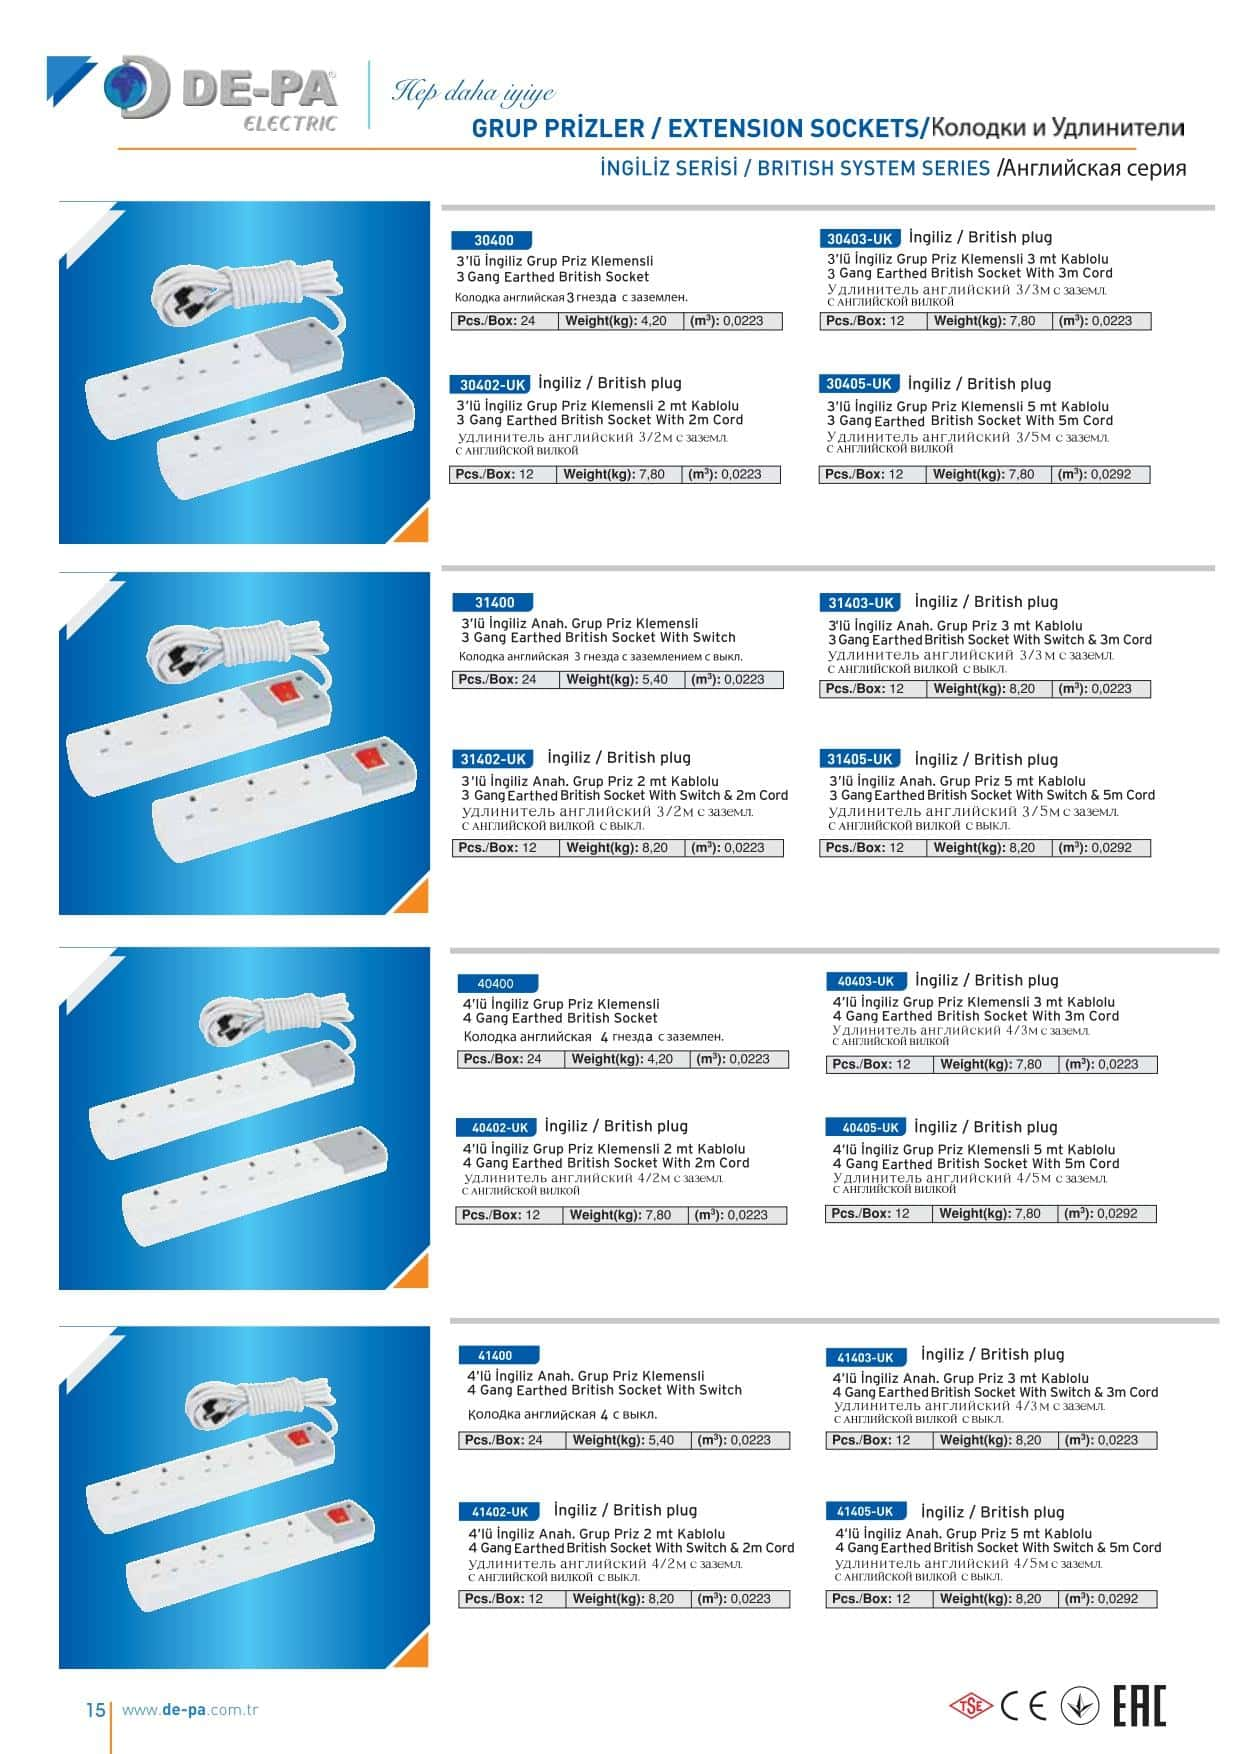 DE-PA
ELECTRIC
Hep daha iyiye
GRUP PRİZLER / EXTENSION SOCKETS/Колодки и Удлинители
İNGİLİZ SERİSİ / BRITISH SYSTEM SERIES /Английская серия
30400
3'lü İngiliz Grup Priz Klemensli
3 Gang Earthed British Socket
Колодка английская 3 гнезда с заземлен.
Pcs./Box: 24 Weight(kg): 4,20 (m³): 0,0223
30403-UK İngiliz / British plug
3'lü İngiliz Grup Priz Klemensli 3 mt Kablolu
3 Gang Earthed British Socket With 3m Cord
Удлинитель английский 3/3м с заземл.
С АНГЛИЙСКОЙ ВИЛКОЙ
Pcs./Box: 12 Weight(kg): 7,80 (m³): 0,0223
30402-UK İngiliz / British plug
3'lü İngiliz Grup Priz Klemensli 2 mt Kablolu
3 Gang Earthed British Socket With 2m Cord
Удлинитель английский 3/2м с заземл.
С АНГЛИЙСКОЙ ВИЛКОЙ
Pcs./Box: 12 Weight(kg): 7,80 (m³): 0,0223
30405-UK İngiliz / British plug
3'lü İngiliz Grup Priz Klemensli 5 mt Kablolu
3 Gang Earthed British Socket With 5m Cord
Удлинитель английский 3/5м с заземл.
С АНГЛИЙСКОЙ ВИЛКОЙ
Pcs./Box: 12 Weight(kg): 7,80 (m³): 0,0292
31400
3'lü İngiliz Anah. Grup Priz Klemensli
3 Gang Earthed British Socket With Switch
Колодка английская 3 гнезда с заземлением с выкл.
Pcs./Box: 24 Weight(kg): 5,40 (m³): 0,0223
31403-UK İngiliz / British plug
3'lü İngiliz Anah. Grup Priz 3 mt Kablolu
3 Gang Earthed British Socket With Switch & 3m Cord
Удлинитель английский 3/3м с заземл.
С АНГЛИЙСКОЙ ВИЛКОЙ С ВЫКЛ.
Pcs./Box: 12 Weight(kg): 8,20 (m³): 0,0223
31402-UK İngiliz / British plug
3'lü İngiliz Anah. Grup Priz 2 mt Kablolu
3 Gang Earthed British Socket With Switch & 2m Cord
Удлинитель английский 3/2м с заземл.
С АНГЛИЙСКОЙ ВИЛКОЙ С ВЫКЛ.
Pcs./Box: 12 Weight(kg): 8,20 (m³): 0,0223
31405-UK İngiliz / British plug
3'lü İngiliz Anah. Grup Priz 5 mt Kablolu
3 Gang Earthed British Socket With Switch & 5m Cord
Удлинитель английский 3/5м с заземл.
С АНГЛИЙСКОЙ ВИЛКОЙ С ВЫКЛ.
Pcs./Box: 12 Weight(kg): 8,20 (m³): 0,0292
40400
4'lü İngiliz Grup Priz Klemensli
4 Gang Earthed British Socket
Колодка английская 4 гнезда с заземлен.
Pcs./Box: 24 Weight(kg): 4,20 (m³): 0,0223
40403-UK İngiliz / British plug
4'lü İngiliz Grup Priz Klemensli 3 mt Kablolu
4 Gang Earthed British Socket With 3m Cord
Удлинитель английский 4/3м с заземл.
С АНГЛИЙСКОЙ ВИЛКОЙ
Pcs./Box: 12 Weight(kg): 7,80 (m³): 0,0223
40402-UK İngiliz / British plug
4'lü İngiliz Grup Priz Klemensli 2 mt Kablolu
4 Gang Earthed British Socket With 2m Cord
Удлинитель английский 4/2м с заземл.
С АНГЛИЙСКОЙ ВИЛКОЙ
Pcs./Box: 12 Weight(kg): 7,80 (m³): 0,0223
40405-UK İngiliz / British plug
4'lü İngiliz Grup Priz Klemensli 5 mt Kablolu
4 Gang Earthed British Socket With 5m Cord
Удлинитель английский 4/5м с заземл.
С АНГЛИЙСКОЙ ВИЛКОЙ
Pcs./Box: 12 Weight(kg): 7,80 (m³): 0,0292
41400
4'lü İngiliz Anah. Grup Priz Klemensli
4 Gang Earthed British Socket With Switch
Колодка английская 4 с выкл.
Pcs./Box: 24 Weight(kg): 5,40 (m³): 0,0223
41403-UK İngiliz / British plug
4'lü İngiliz Anah. Grup Priz 3 mt Kablolu
4 Gang Earthed British Socket With Switch & 3m Cord
Удлинитель английский 4/3м с заземл.
С АНГЛИЙСКОЙ ВИЛКОЙ С ВЫКЛ.
Pcs./Box: 12 Weight(kg): 8,20 (m³): 0,0223
41402-UK İngiliz / British plug
4'lü İngiliz Anah. Grup Priz 2 mt Kablolu
4 Gang Earthed British Socket With Switch & 2m Cord
Удлинитель английский 4/2м с заземл.
С АНГЛИЙСКОЙ ВИЛКОЙ С ВЫКЛ.
Pcs./Box: 12 Weight(kg): 8,20 (m³): 0,0223
41405-UK İngiliz / British plug
4'lü İngiliz Anah. Grup Priz 5 mt Kablolu
4 Gang Earthed British Socket With Switch & 5m Cord
Удлинитель английский 4/5м с заземл.
С АНГЛИЙСКОЙ ВИЛКОЙ С ВЫКЛ.
Pcs./Box: 12 Weight(kg): 8,20 (m³): 0,0292
15 www.de-pa.com.tr
TSE CE EAC